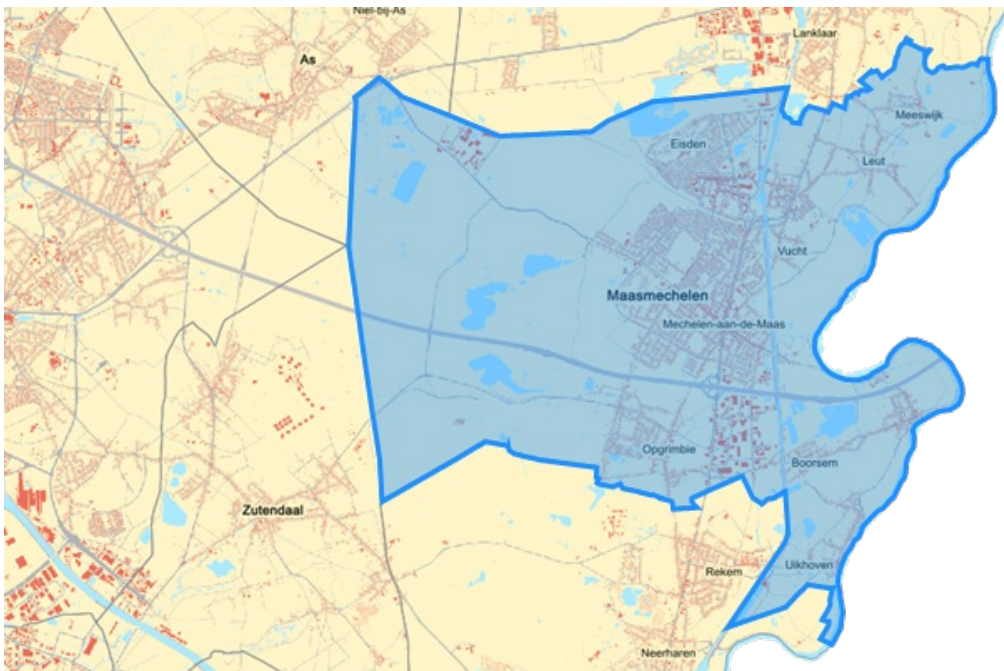 Niel-bij-As
Lanklaar
As
Meeswijk
Eisden
Leut
Vucht
Maasmechelen
Mechelen-aan-de-Maas
Opgrimbie
Boorsem
Zutendaal
Uikhoven
Rekem
Neerharen